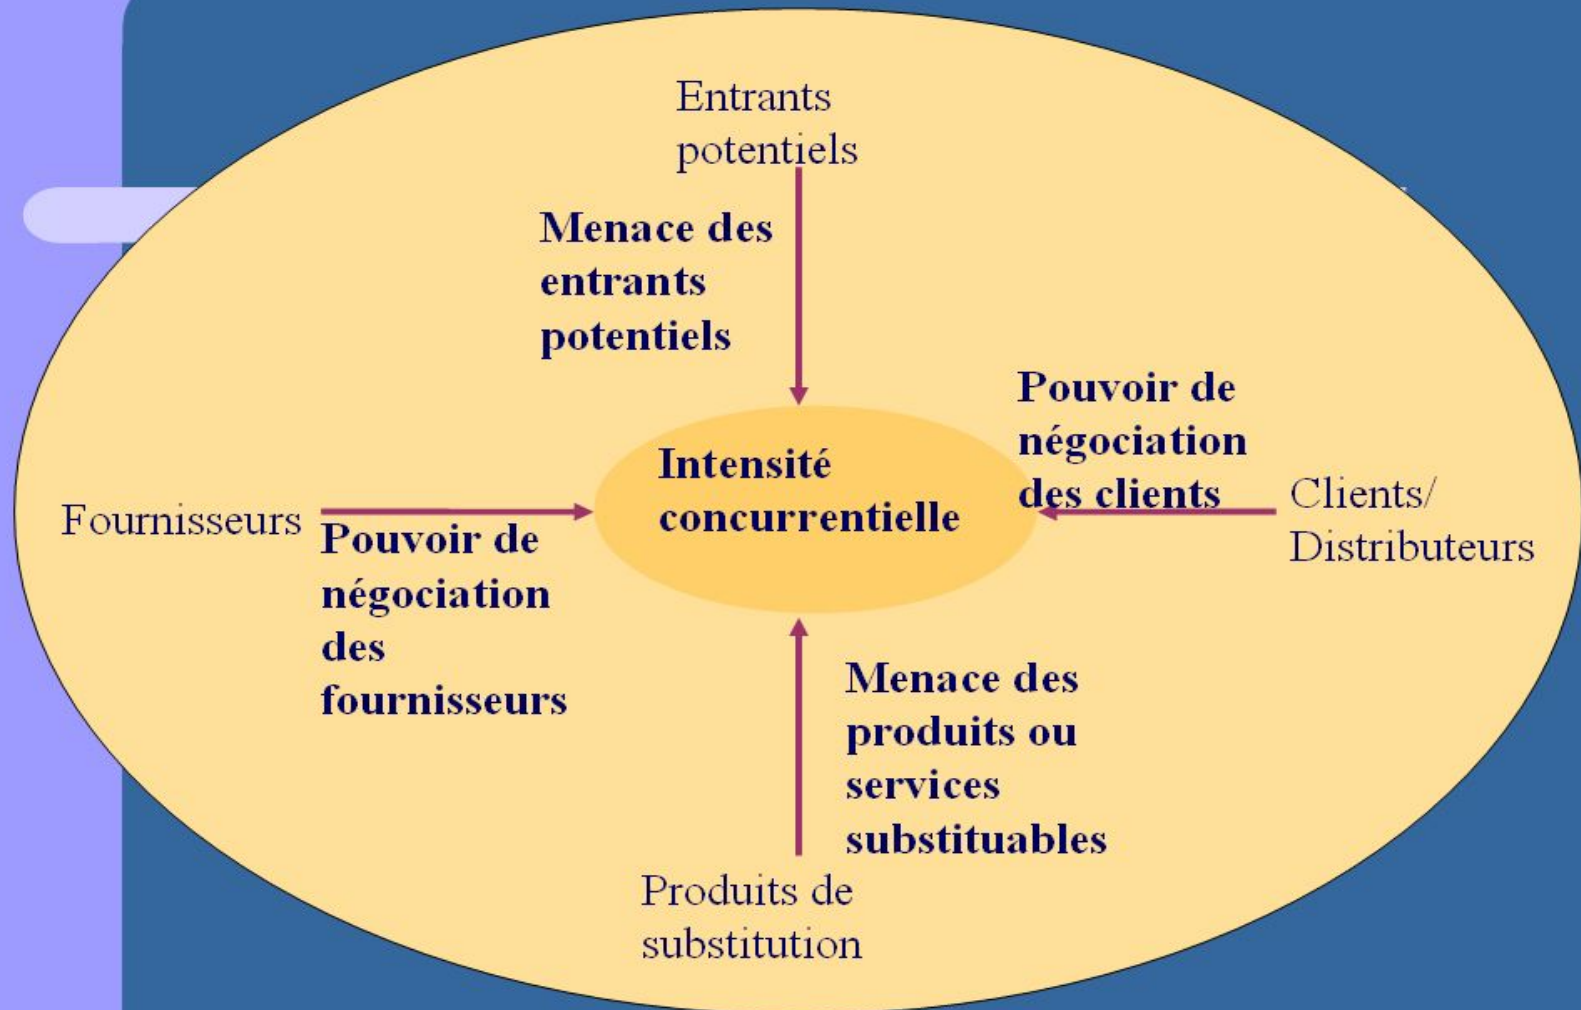 Entrants
potentiels
Menace des
entrants
potentiels
Pouvoir de
négociation
des clients
Intensité
concurrentielle
Clients/
Distributeurs
Fournisseurs
Pouvoir de
négociation
des
fournisseurs
Menace des
produits ou
services
substituables
Produits de
substitution